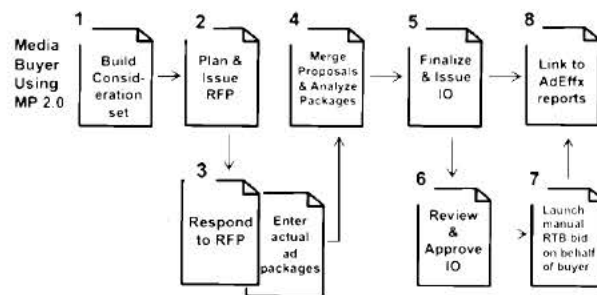 Media
Buyer
Using
MP 2.0
1
Build
Consid-
eration
set
2
Plan &
Issue
RFP
4
Merge
Proposals
& Analyze
Packages
5
Finalize
& Issue
IO
8
Link to
AdEffx
reports
3
Respond
to RFP
Enter
actual
ad
packages
6
Review
&
Approve
IO
7
Launch
manual
RTB bid
on behalf
of buyer